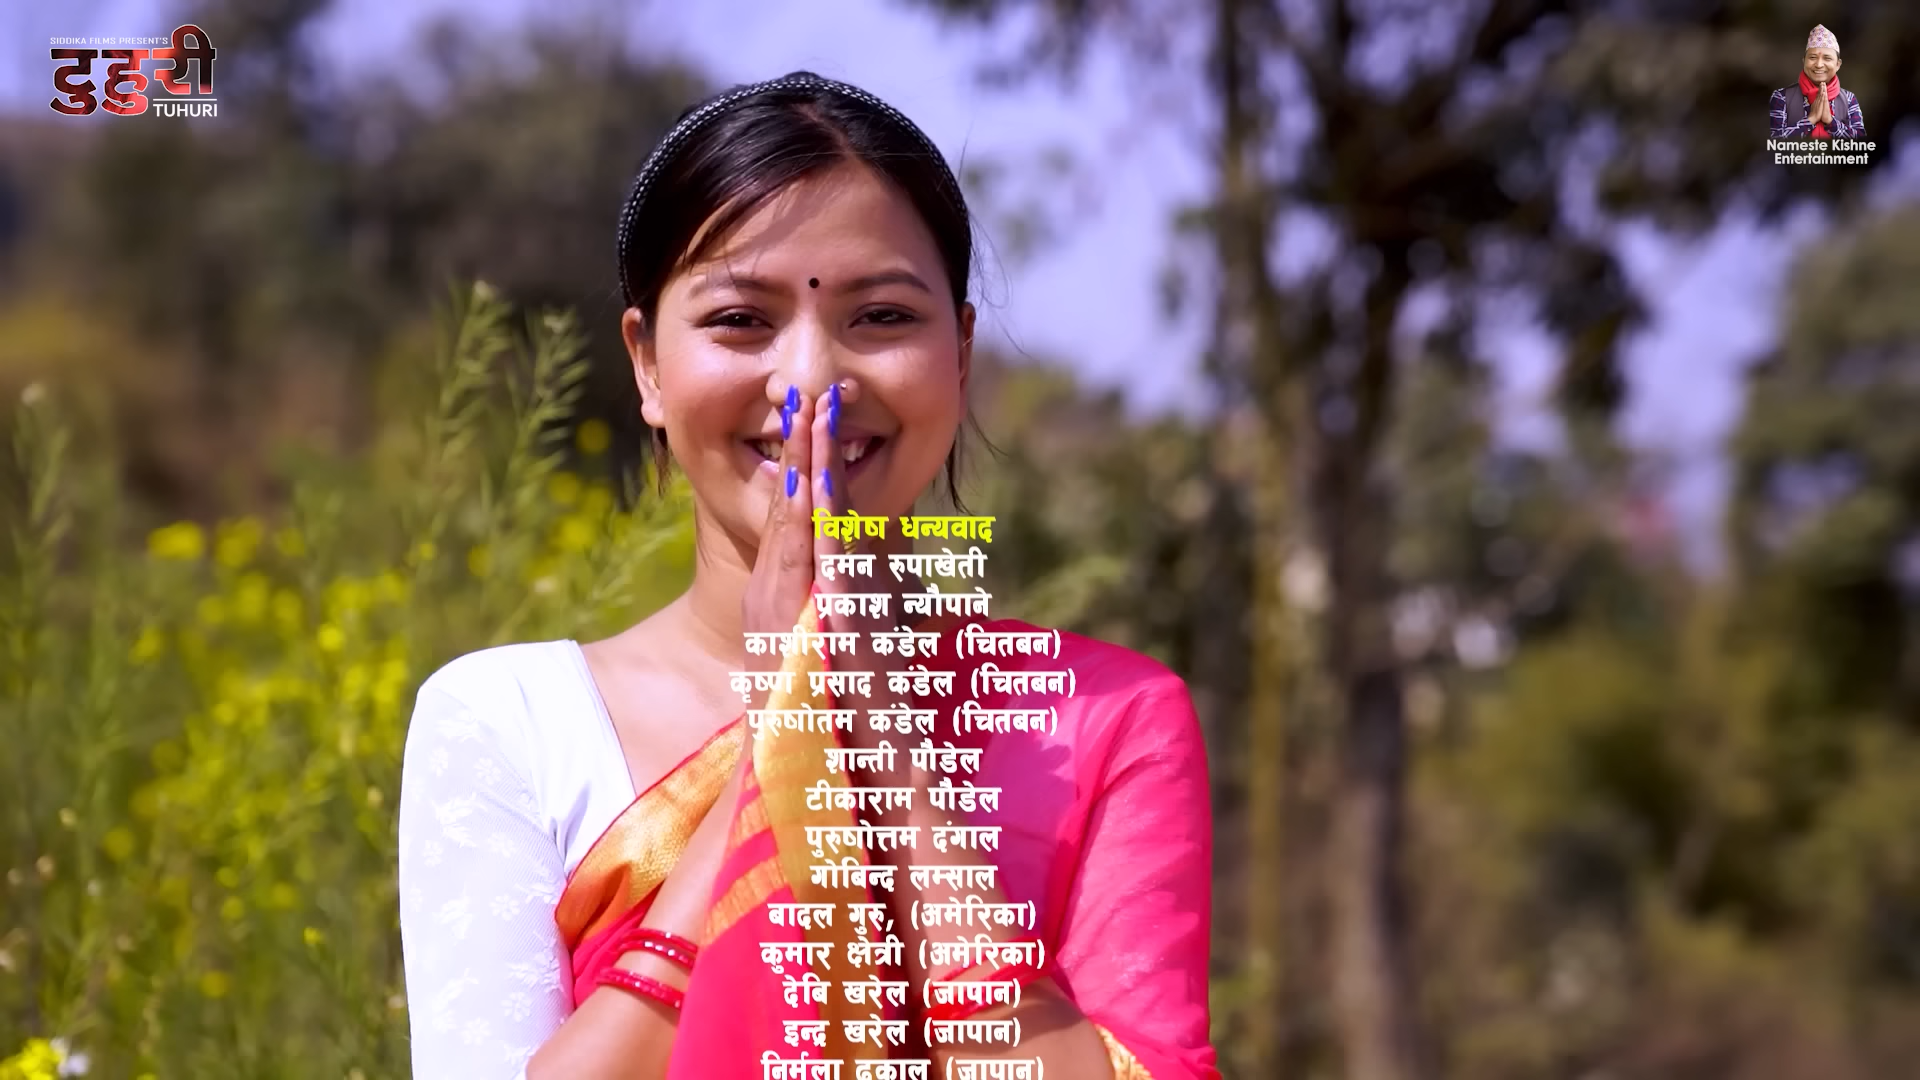 SIDDIKA FILMS PRESENT'S
टुहुरी
TUHURI
Nameste Kishne
Entertainment
विशेष धन्यवाद
दमन रुपाखेती
प्रकाश न्यौपाने
काशीराम कंडेल (चितबन)
कृष्ण प्रसाद कंडेल (चितबन)
पुरुषोतम कंडेल (चितबन)
शान्ती पौडेल
टीकाराम पौडेल
पुरुषोत्तम दंगाल
गोबिन्द लम्साल
बादल गुरु, (अमेरिका)
कुमार क्षेत्री (अमेरिका)
देबि खरेल (जापान)
इन्द्र खरेल (जापान)
निर्मला ढकाल (जापान)